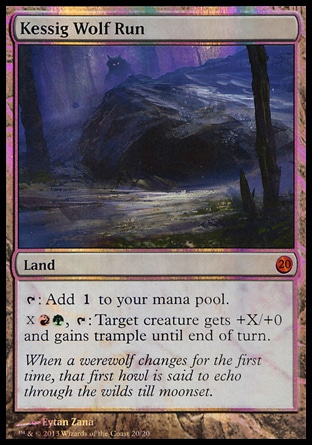 Kessig Wolf Run
Land
20
: Add 1 to your mana pool.
X, : Target creature gets +X/+0
and gains trample until end of turn.
When a werewolf changes for the first
time, that first howl is said to echo
through the wilds till moonset.
Eytan Zana
™ & © 2013 Wizards of the Coast 20/20